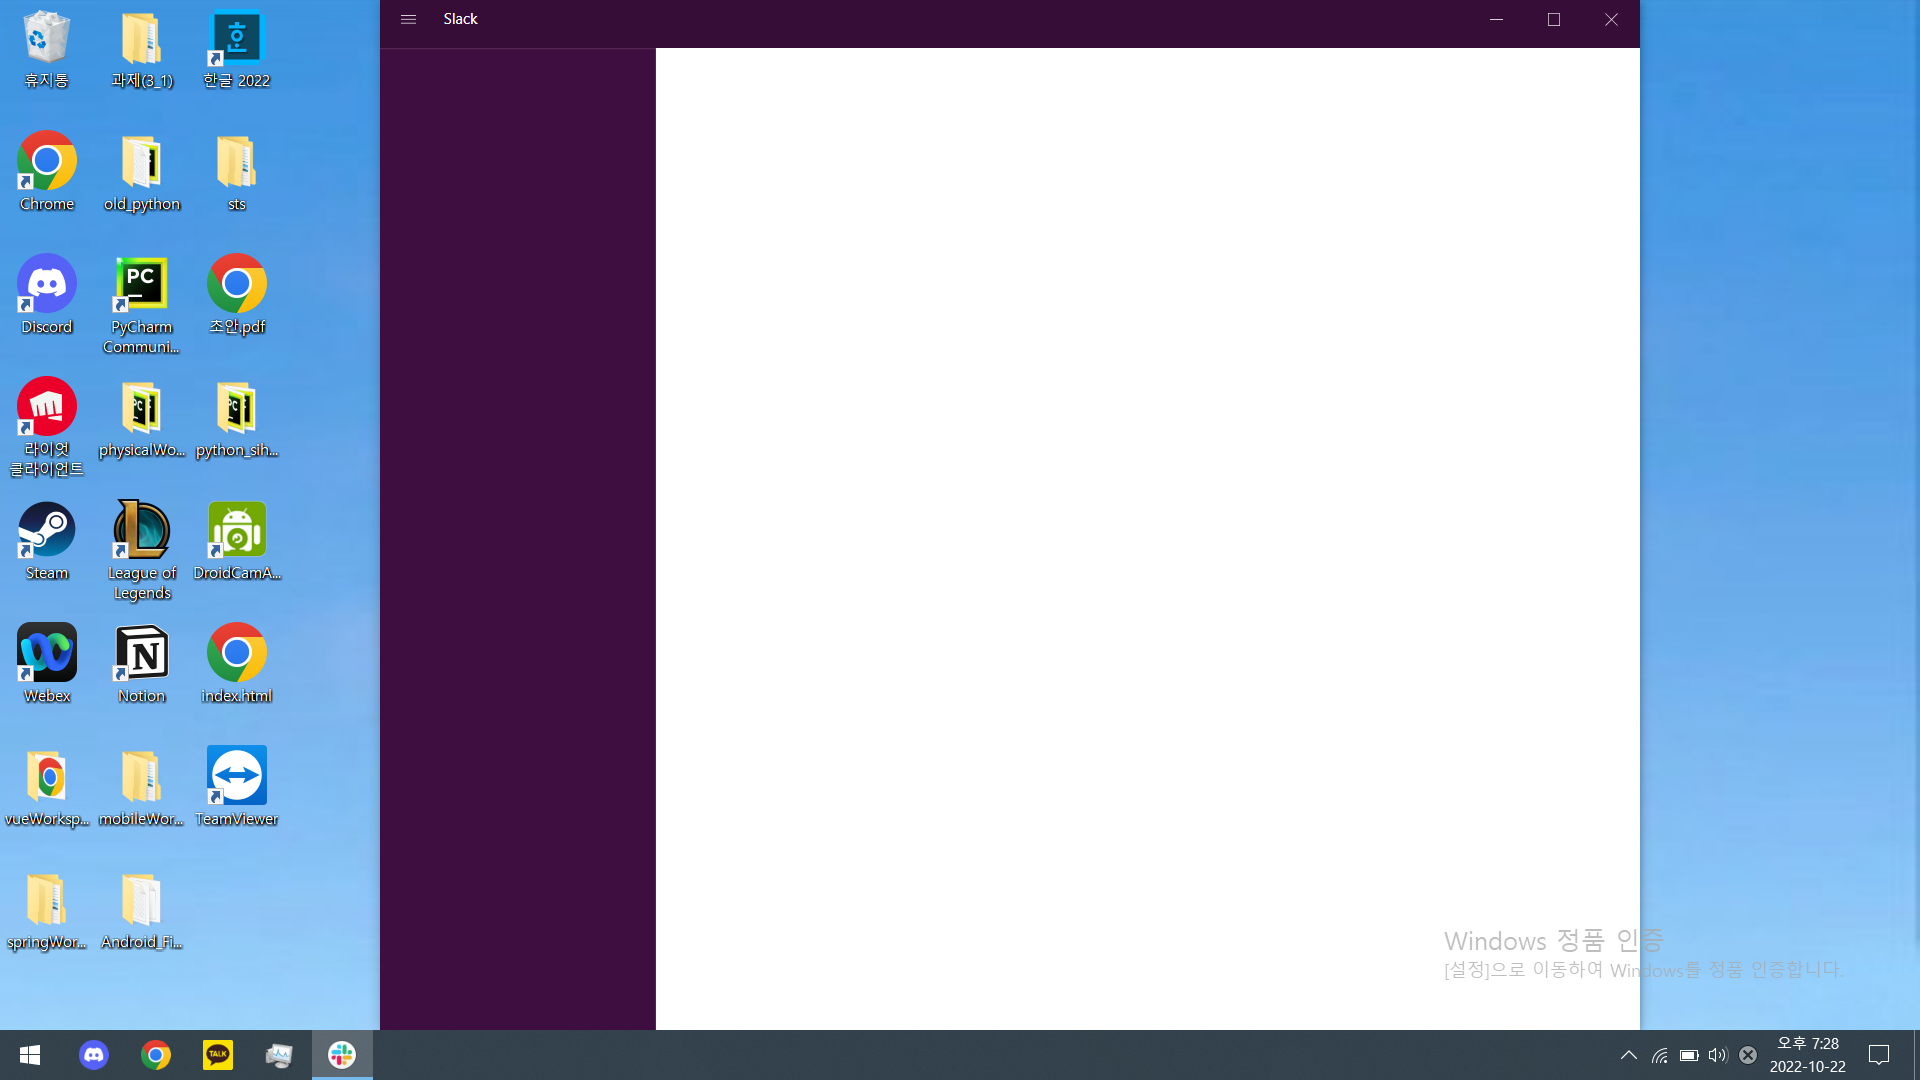 Slack
휴지통
과제(3_1)
한글 2022
Chrome
old_python
sts
Discord
PyCharm
Communi...
초안.pdf
라이엇
클라이언트
physicalWo...
python_sih...
Steam
League of
Legends
DroidCamA...
Webex
Notion
index.html
vueWorksp...
mobileWor...
TeamViewer
springWor...
Android_Fi...
Windows 정품 인증
[설정]으로 이동하여 Windows를 정품 인증합니다.
TALK
오후 7:28
2022-10-22